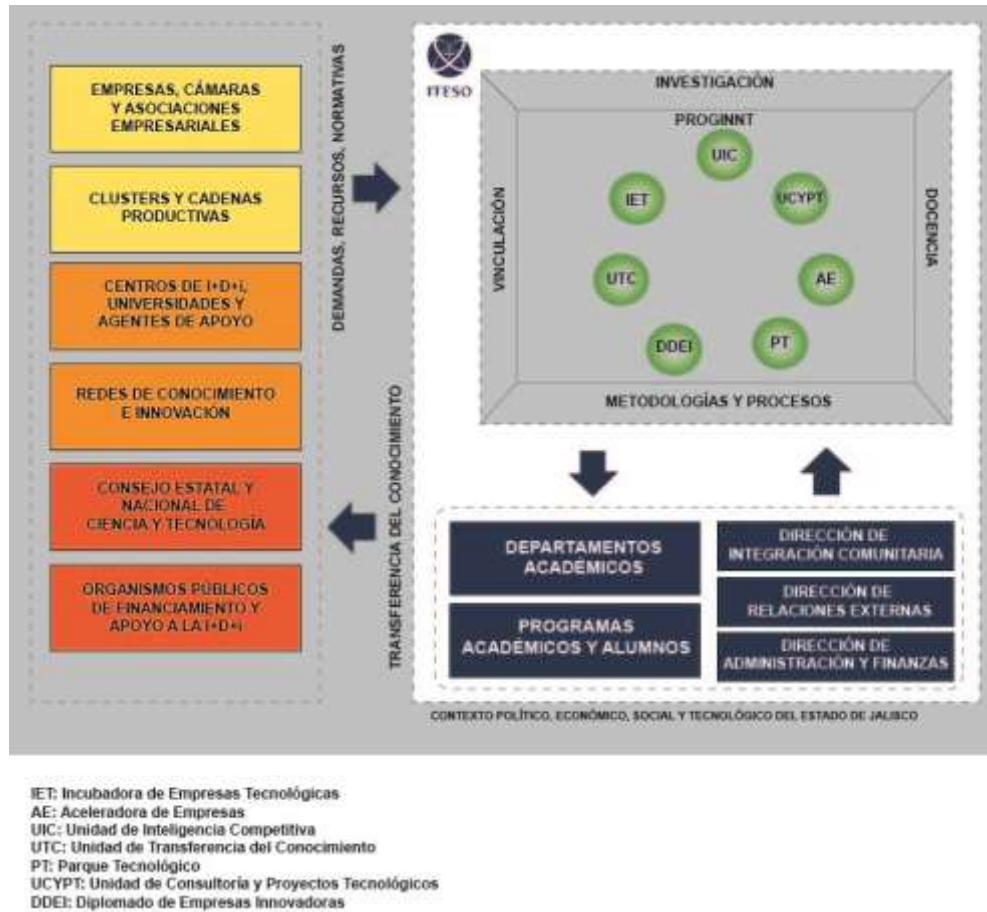 EMPRESAS, CÁMARAS
Y ASOCIACIONES
EMPRESARIALES
CLUSTERS Y CADENAS
PRODUCTIVAS
CENTROS DE I+D+I,
UNIVERSIDADES Y
AGENTES DE APOYO
REDES DE CONOCIMIENTO
E INNOVACIÓN
CONSEJO ESTATAL Y
NACIONAL DE
CIENCIA Y TECNOLOGÍA
ORGANISMOS PÚBLICOS
DE FINANCIAMIENTO Y
APOYO A LA I+D+i
DEMANDAS, RECURSOS, NORMATIVAS
TRANSFERENCIA DEL CONOCIMIENTO
ITESO
INVESTIGACIÓN
PROGINNT
VINCULACIÓN
DOCENCIA
UIC
IET
UCYPT
UTC
AE
DDEI
PT
METODOLOGÍAS Y PROCESOS
DEPARTAMENTOS
ACADÉMICOS
PROGRAMAS
ACADÉMICOS Y ALUMNOS
DIRECCIÓN DE
INTEGRACIÓN COMUNITARIA
DIRECCIÓN DE
RELACIONES EXTERNAS
DIRECCIÓN DE
ADMINISTRACIÓN Y FINANZAS
CONTEXTO POLÍTICO, ECONÓMICO, SOCIAL Y TECNOLÓGICO DEL ESTADO DE JALISCO
IET: Incubadora de Empresas Tecnológicas
AE: Aceleradora de Empresas
UIC: Unidad de Inteligencia Competitiva
UTC: Unidad de Transferencia del Conocimiento
PT: Parque Tecnológico
UCYPT: Unidad de Consultoría y Proyectos Tecnológicos
DDEI: Diplomado de Empresas Innovadoras